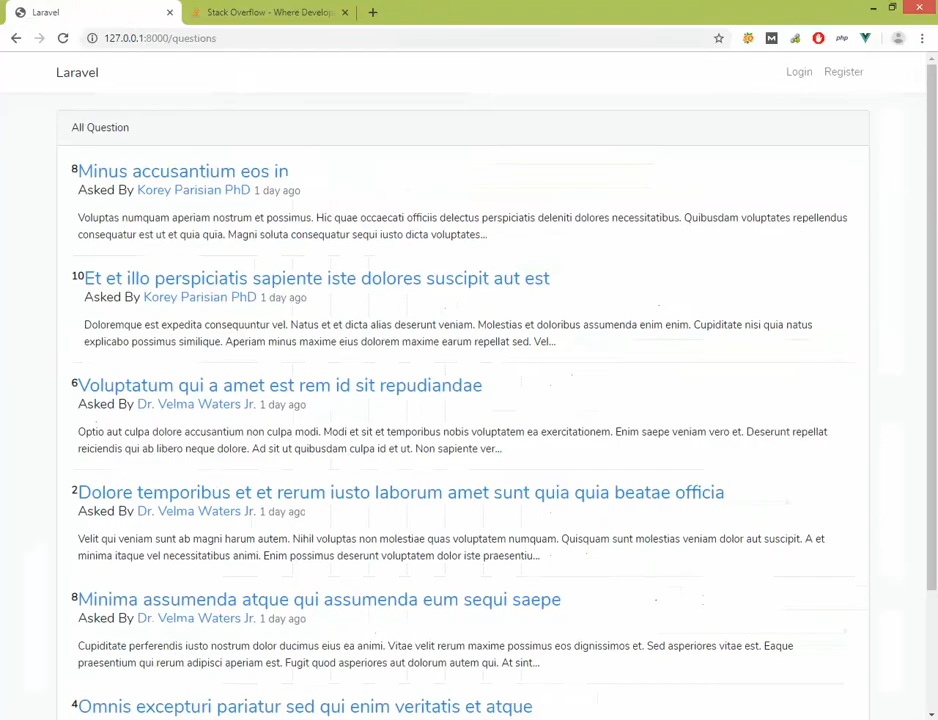 Laravel
Stack Overflow - Where Develop
127.0.0.1:8000/questions
php
Laravel
Login Register
All Question
8
Minus accusantium eos in
Asked By Korey Parisian PhD 1 day ago
Voluptas numquam aperiam nostrum et possimus. Hic quae occaecati officiis delectus perspiciatis deleniti dolores necessitatibus. Quibusdam voluptates repellendus
consequatur est ut et quia quia. Magni soluta consequatur sequi iusto dicta voluptates...
10
Et et illo perspiciatis sapiente iste dolores suscipit aut est
Asked By Korey Parisian PhD 1 day ago
Doloremque est expedita consequuntur vel. Natus et et dicta alias deserunt veniam. Molestias et doloribus assumenda enim enim. Cupiditate nisi quia natus
explicabo possimus similique. Aperiam minus maxime eius dolorem maxime earum repellat sed. Vel...
6
Voluptatum qui a amet est rem id sit repudiandae
Asked By Dr. Velma Waters Jr. 1 day ago
Optio aut culpa dolore accusantium non culpa modi. Modi et sit et temporibus nobis voluptatem ea exercitationem. Enim saepe veniam vero et. Deserunt repellat
reiciendis qui ab libero neque dolore. Ad sit ut quibusdam culpa id et ut. Non sapiente ver...
2
Dolore temporibus et et rerum iusto laborum amet sunt quia quia beatae officia
Asked By Dr. Velma Waters Jr. 1 day ago
Velit qui veniam sunt ab magni harum autem. Nihil voluptas non molestiae quas voluptatem numquam. Quisquam sunt molestias veniam dolor aut suscipit. A et
minima itaque vel necessitatibus animi. Enim possimus deserunt voluptatem dolor iste praesentiu...
8
Minima assumenda atque qui assumenda eum sequi saepe
Asked By Dr. Velma Waters Jr. 1 day ago
Cupiditate perferendis iusto nostrum dolor ducimus eius ea animi. Vitae velit rerum maxime possimus eos dignissimos et. Sed asperiores vitae est. Eaque
praesentium qui rerum adipisci aperiam est. Fugit quod asperiores aut dolorum autem qui. At sint...
4
Omnis excepturi pariatur sed qui enim veritatis et atque